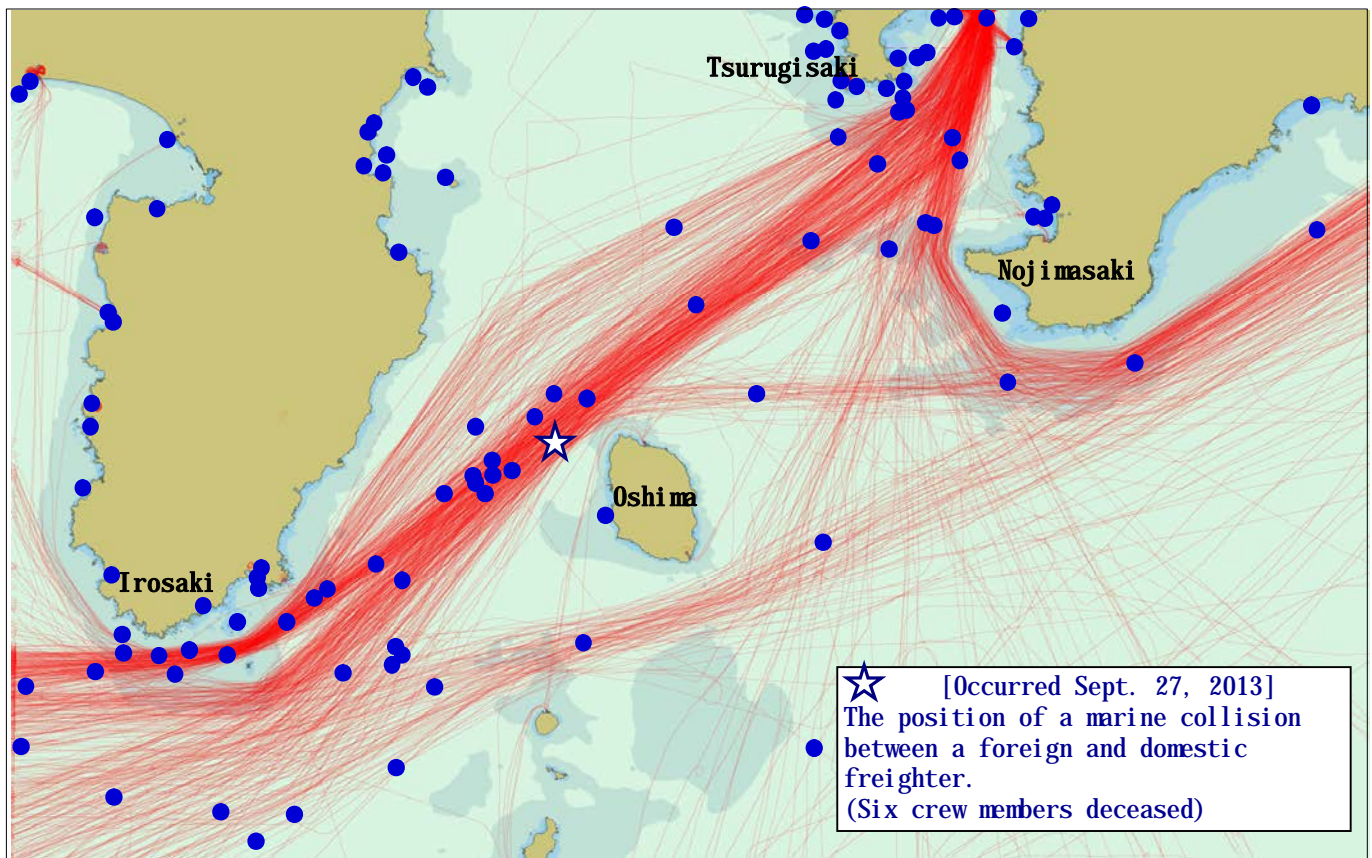 Tsurugisaki
Nojimasaki
Oshima
Irosaki
[Occurred Sept. 27, 2013]
The position of a marine collision
between a foreign and domestic
freighter.
(Six crew members deceased)